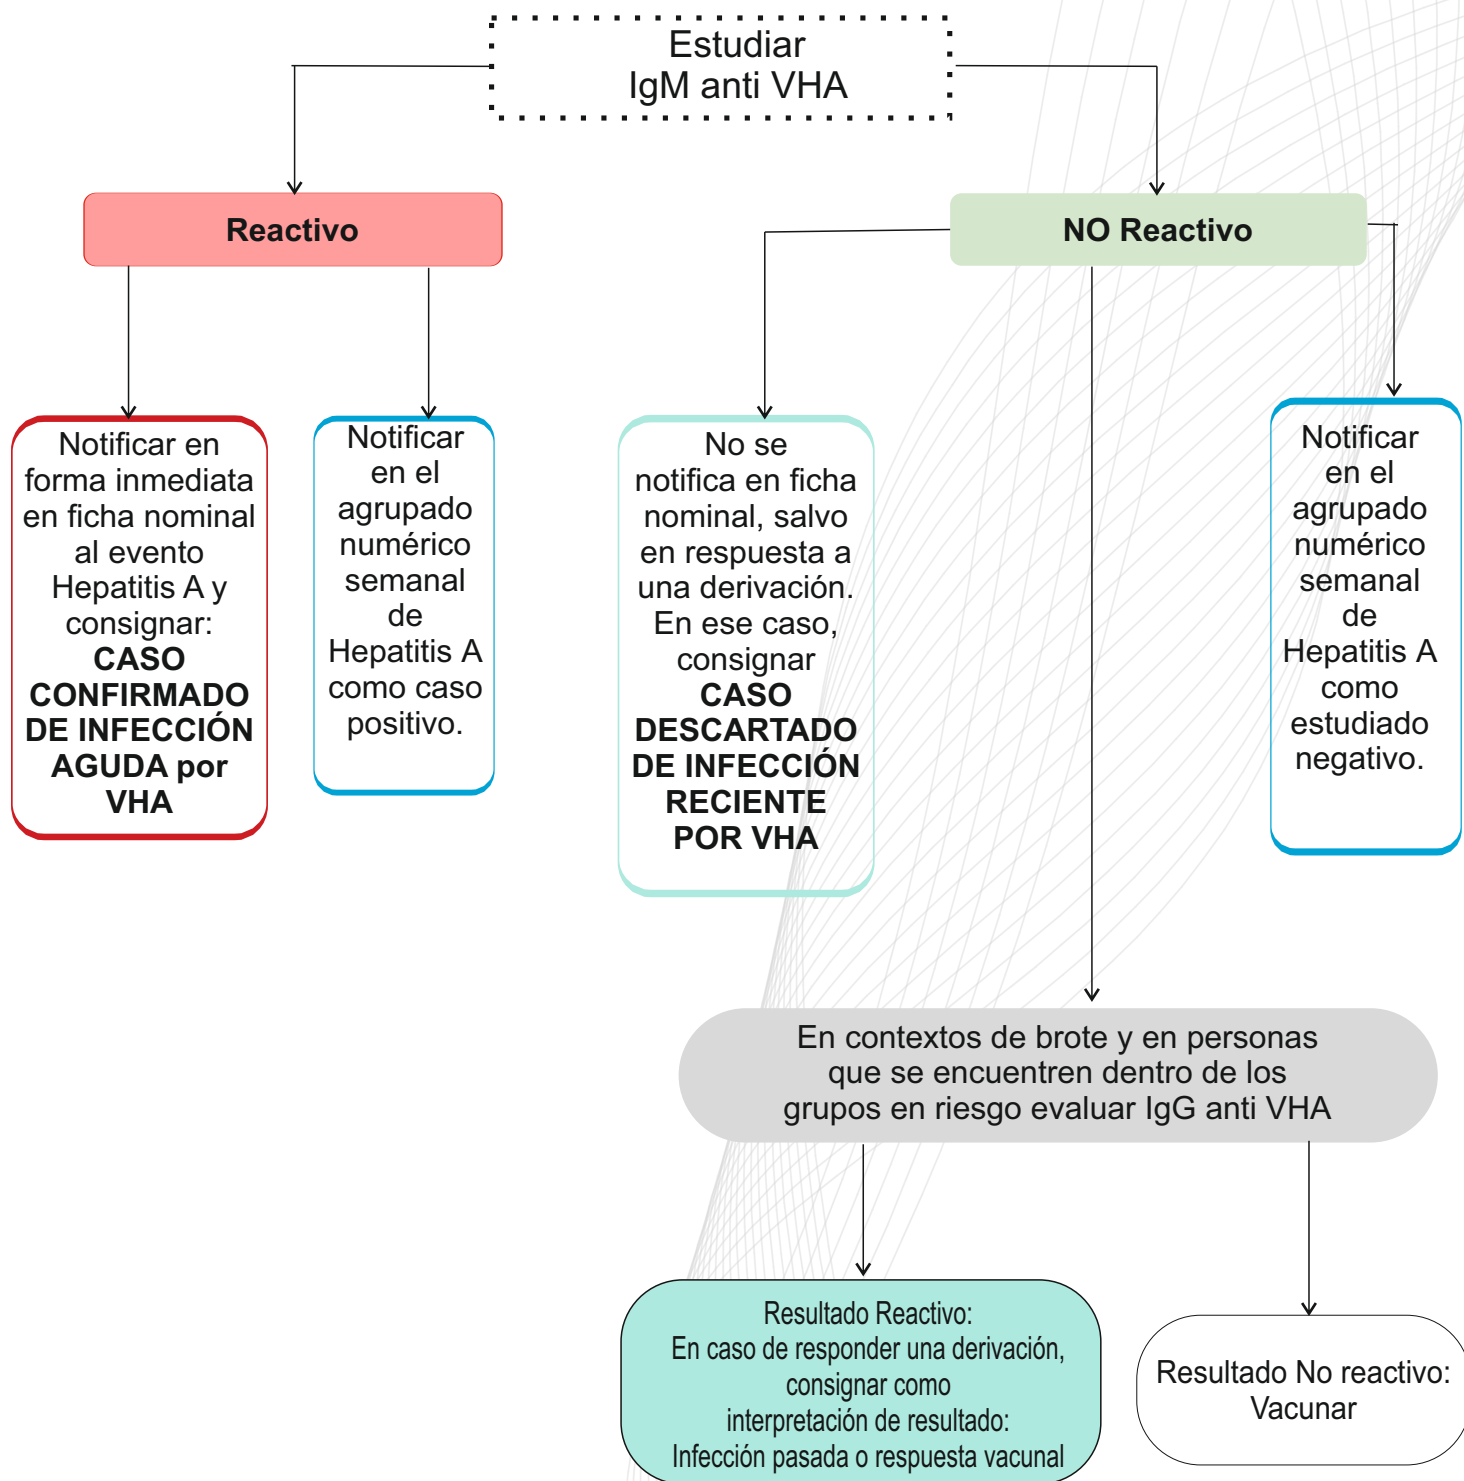 Estudiar
IgM anti VHA
Reactivo
NO Reactivo
Notificar en
forma inmediata
en ficha nominal
al evento
Hepatitis A y
consignar:
CASO
CONFIRMADO
DE INFECCIÓN
AGUDA por
VHA
Notificar
en el
agrupado
numérico
semanal
de
Hepatitis A
como caso
positivo.
No se
notifica en ficha
nominal, salvo
en respuesta a
una derivación.
En ese caso,
consignar
CASO
DESCARTADO
DE INFECCIÓN
RECIENTE
POR VHA
Notificar
en el
agrupado
numérico
semanal
de
Hepatitis A
como
estudiado
negativo.
En contextos de brote y en personas
que se encuentren dentro de los
grupos en riesgo evaluar IgG anti VHA
Resultado Reactivo:
En caso de responder una derivación,
consignar como
interpretación de resultado:
Infección pasada o respuesta vacunal
Resultado No reactivo:
Vacunar